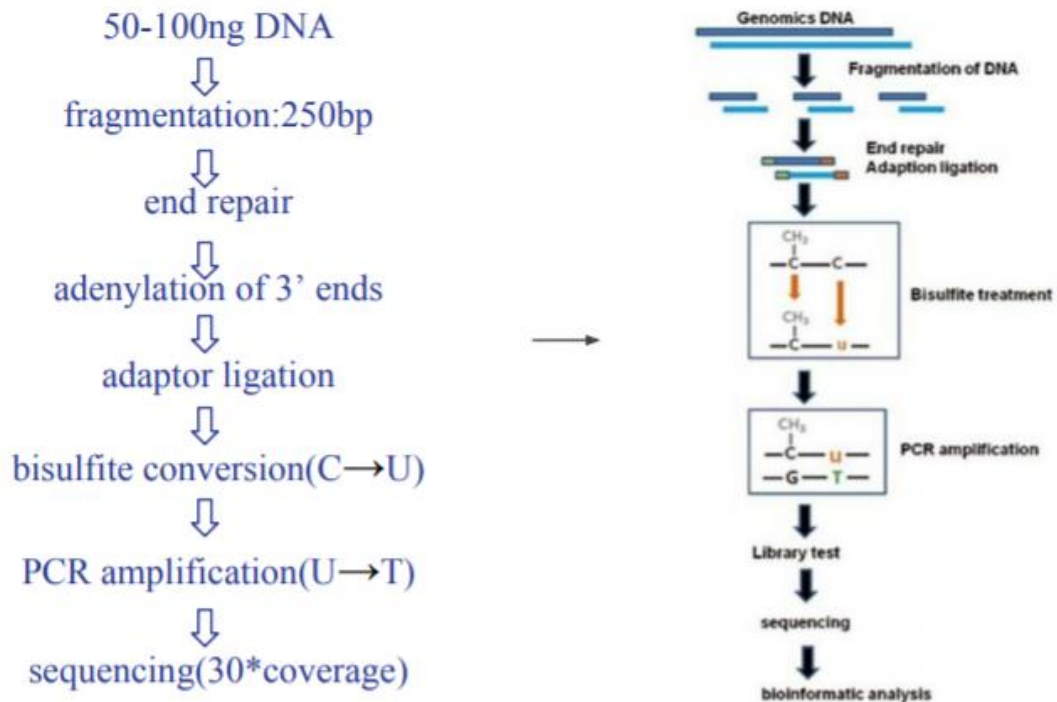 50-100ng DNA
fragmentation:250bp
end repair
adenylation of 3’ ends
adaptor ligation
bisulfite conversion(C→U)
PCR amplification(U→T)
sequencing(30*coverage)
Genomics DNA
Fragmentation of DNA
End repair
Adaption ligation
CH₃
C C
CH₃
C u
Bisulfite treatment
CH₃
C u
G T
PCR amplification
Library test
sequencing
bioinformatic analysis